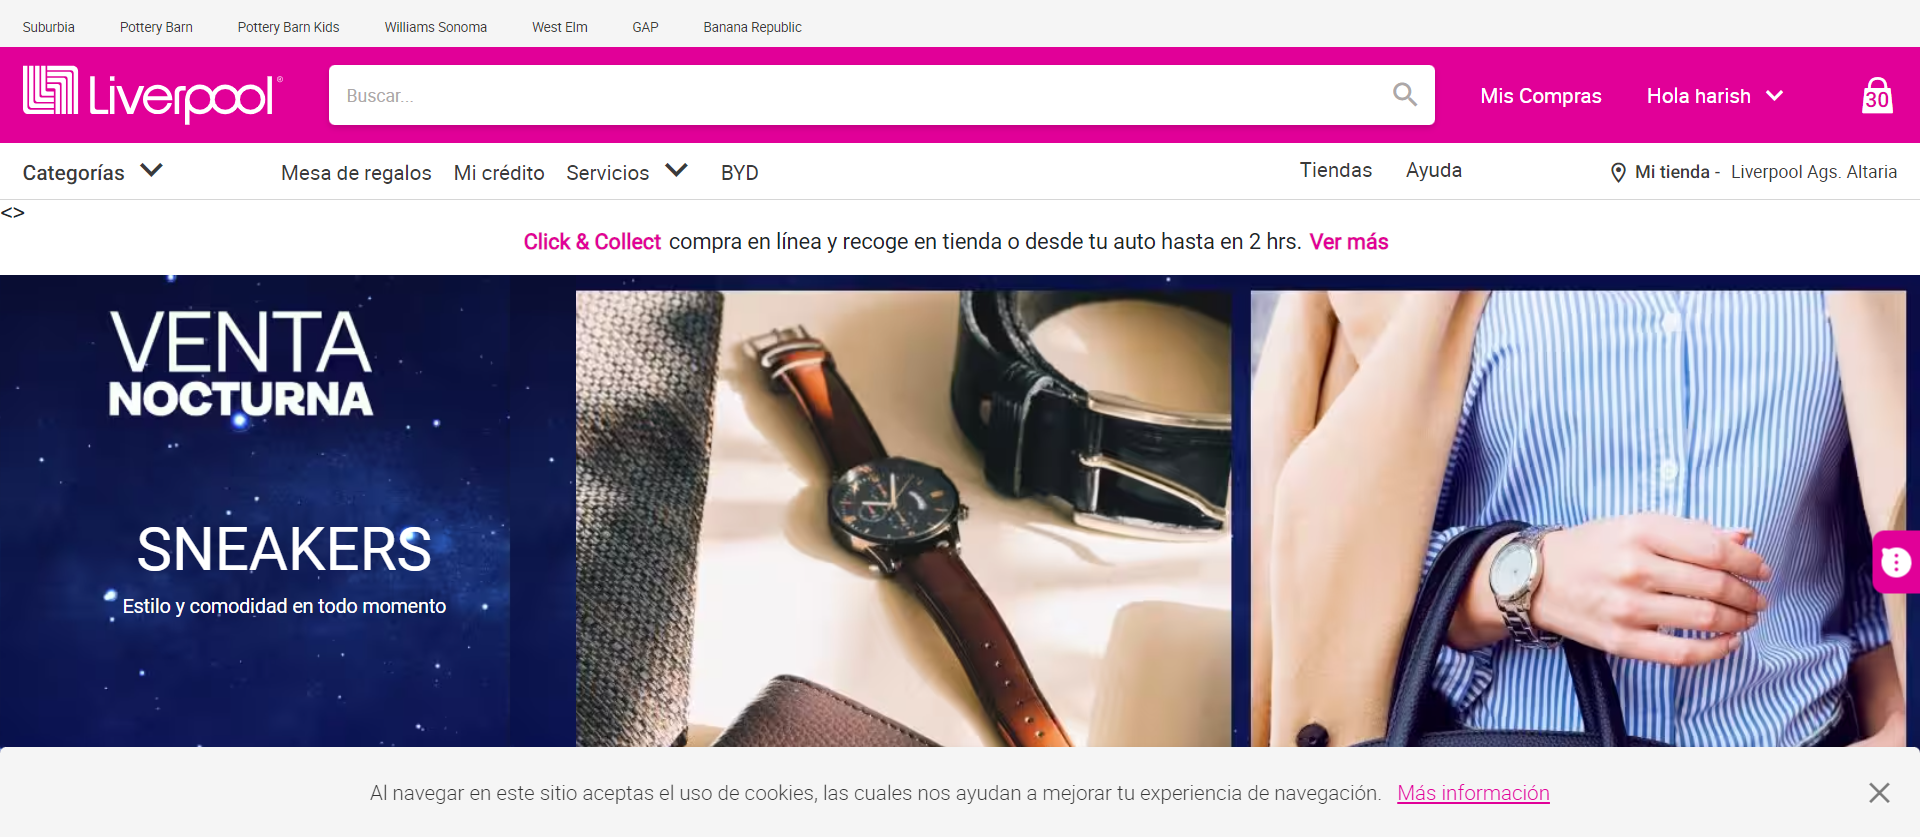 Suburbia Pottery Barn Pottery Barn Kids Williams Sonoma West Elm GAP Banana Republic
Liverpool® Buscar... Mis Compras Hola harish 30
Categorías Mesa de regalos Mi crédito Servicios BYD Tiendas Ayuda Mi tienda - Liverpool Ags. Altaria
<>
Click & Collect compra en línea y recoge en tienda o desde tu auto hasta en 2 hrs. Ver más
VENTA
NOCTURNA
SNEAKERS
Estilo y comodidad en todo momento
Al navegar en este sitio aceptas el uso de cookies, las cuales nos ayudan a mejorar tu experiencia de navegación. Más información